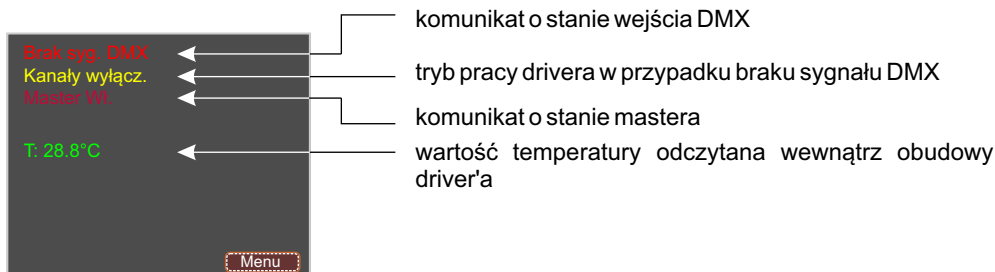 komunikat o stanie wejścia DMX
Brak syg. DMX
Kanały wyłącz.
tryb pracy drivera w przypadku braku sygnału DMX
Master Wł.
komunikat o stanie mastera
T: 28.8°C
wartość temperatury odczytana wewnątrz obudowy
driver'a
Menu